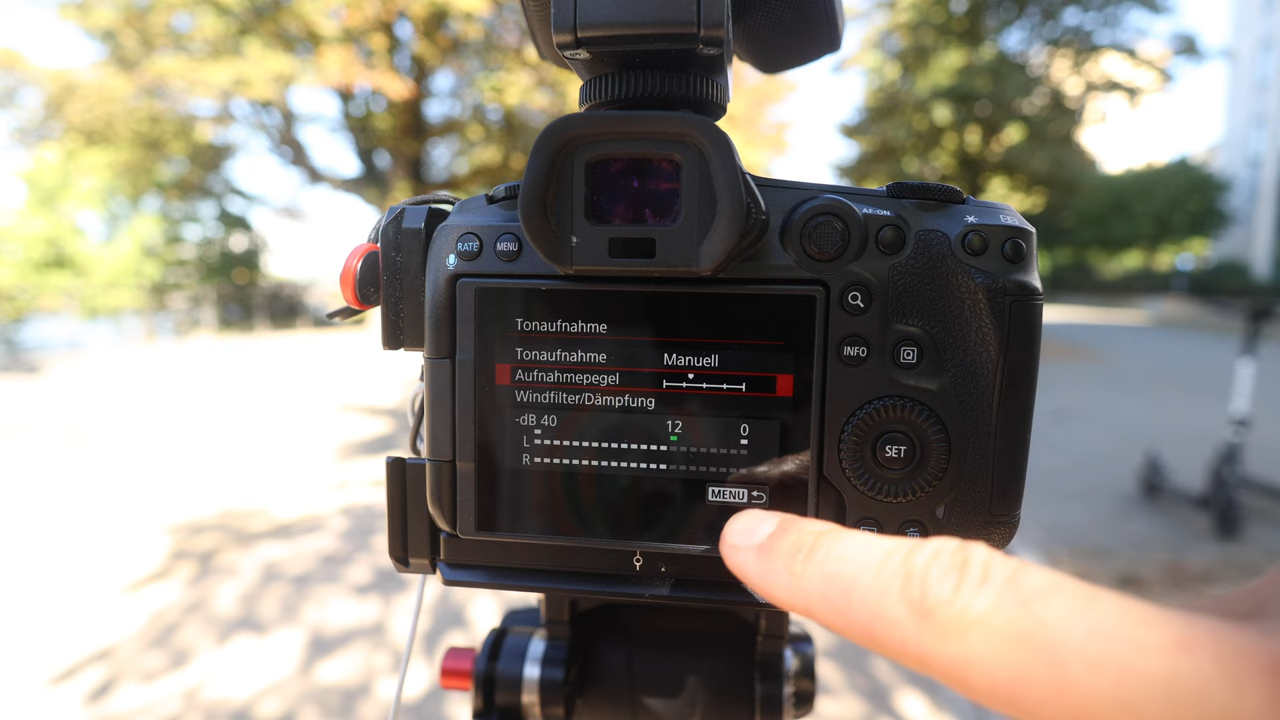 AF-ON
RATE
MENU
INFO
Q
SET
Tonaufnahme
Tonaufnahme Manuell
Aufnahmepegel
Windfilter/Dämpfung
-dB 40 12 0
L
R
MENU